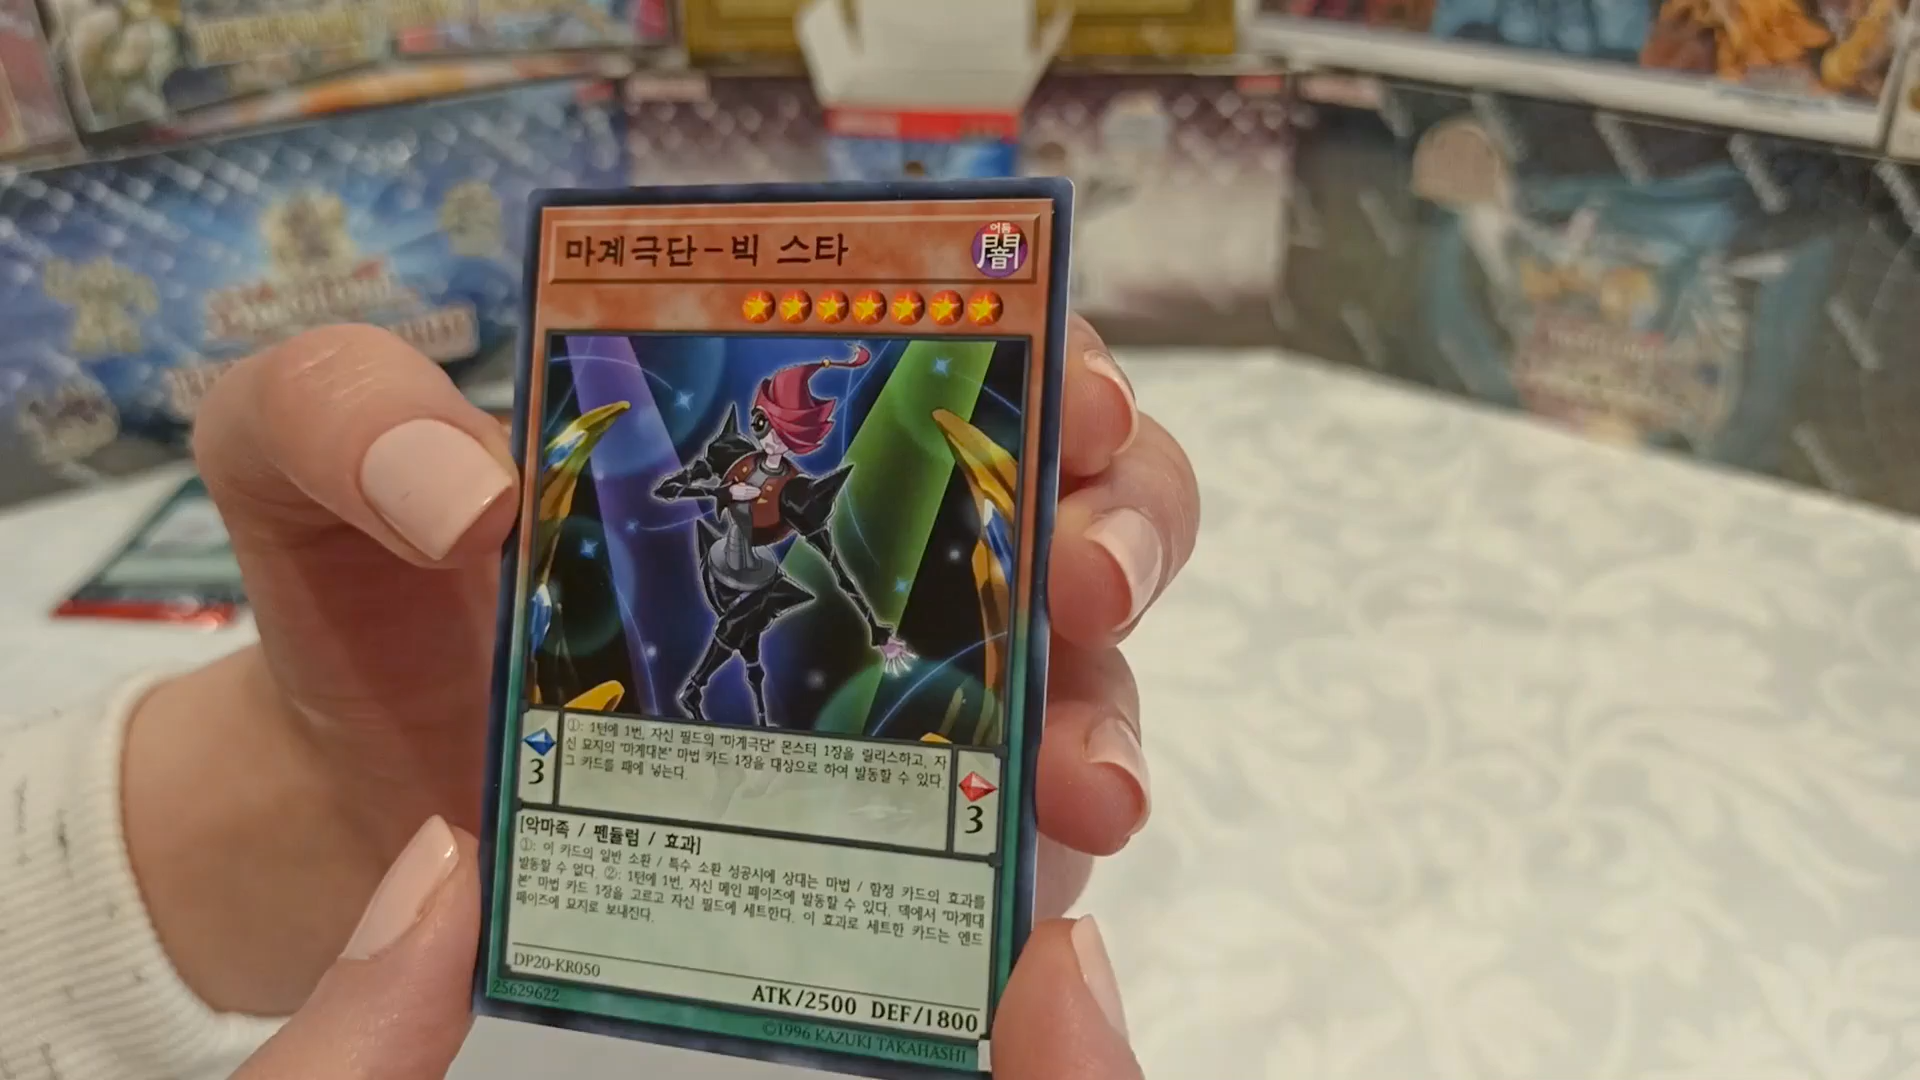 마계극단-빅 스타
어둠
闇
①: 1턴에 1번, 자신 필드의 "마계극단" 몬스터 1장을 릴리스하고, 자
신 묘지의 "마계대본" 마법 카드 1장을 대상으로 하여 발동할 수 있다.
그 카드를 패에 넣는다.
3
3
[악마족 / 펜듈럼 / 효과]
①: 이 카드의 일반 소환 / 특수 소환 성공시에 상대는 마법 / 함정 카드의 효과를
발동할 수 없다. ②: 1턴에 1번, 자신 메인 페이즈에 발동할 수 있다. 덱에서 "마계대
본" 마법 카드 1장을 고르고 자신 필드에 세트한다. 이 효과로 세트한 카드는 엔드
페이즈에 묘지로 보내진다.
DP20-KR050
ATK/2500 DEF/1800
25629622
©1996 KAZUKI TAKAHASHI